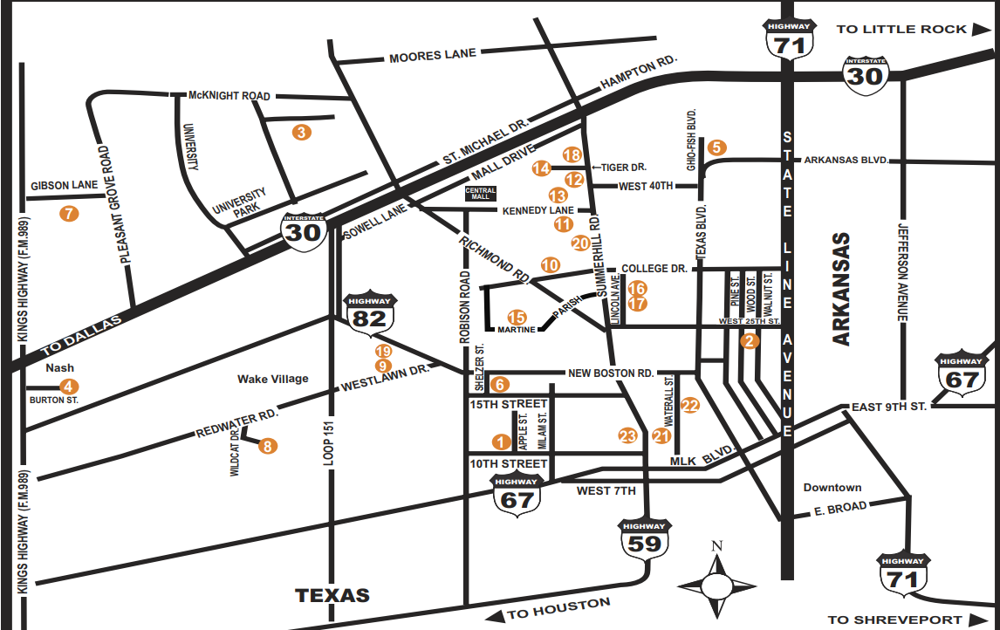 HIGHWAY
71
TO LITTLE ROCK
MOORES LANE
HAMPTON RD.
INTERSTATE
30
McKNIGHT ROAD
ST. MICHAEL DR.
GHIO-FISH BLVD.
UNIVERSITY
3
MALL DRIVE
18
5
STATE LINE AVENUE
14
TIGER DR.
ARKANSAS BLVD.
PLEASANT GROVE ROAD
GIBSON LANE
12
WEST 40TH
CENTRAL
MALL
13
7
UNIVERSITY
PARK
SOWELL LANE
KENNEDY LANE
11
INTERSTATE
30
KINGS HIGHWAY (F.M.989)
RICHMOND RD.
20
SUMMERHILL RD.
TEXAS BLVD.
JEFFERSON AVENUE
ARKANSAS
10
COLLEGE DR.
ROBISON ROAD
LINCOLN AVE.
16
17
PINE ST.
WOOD ST.
WALNUT ST.
HIGHWAY
82
PARISH
15
MARTINE
WEST 25TH ST.
TO DALLAS
2
19
9
Nash
WESTLAWN DR.
SHELZER ST.
NEW BOSTON RD.
HIGHWAY
67
Wake Village
4
6
BURTON ST.
15TH STREET
WATERALL ST.
22
EAST 9TH ST.
REDWATER RD.
WILDCAT DR.
8
LOOP 151
1
APPLE ST.
MILAM ST.
23
21
10TH STREET
MLK BLVD.
KINGS HIGHWAY (F.M.989)
HIGHWAY
67
WEST 7TH
Downtown
E. BROAD
HIGHWAY
59
N
HIGHWAY
71
TEXAS
TO HOUSTON
TO SHREVEPORT